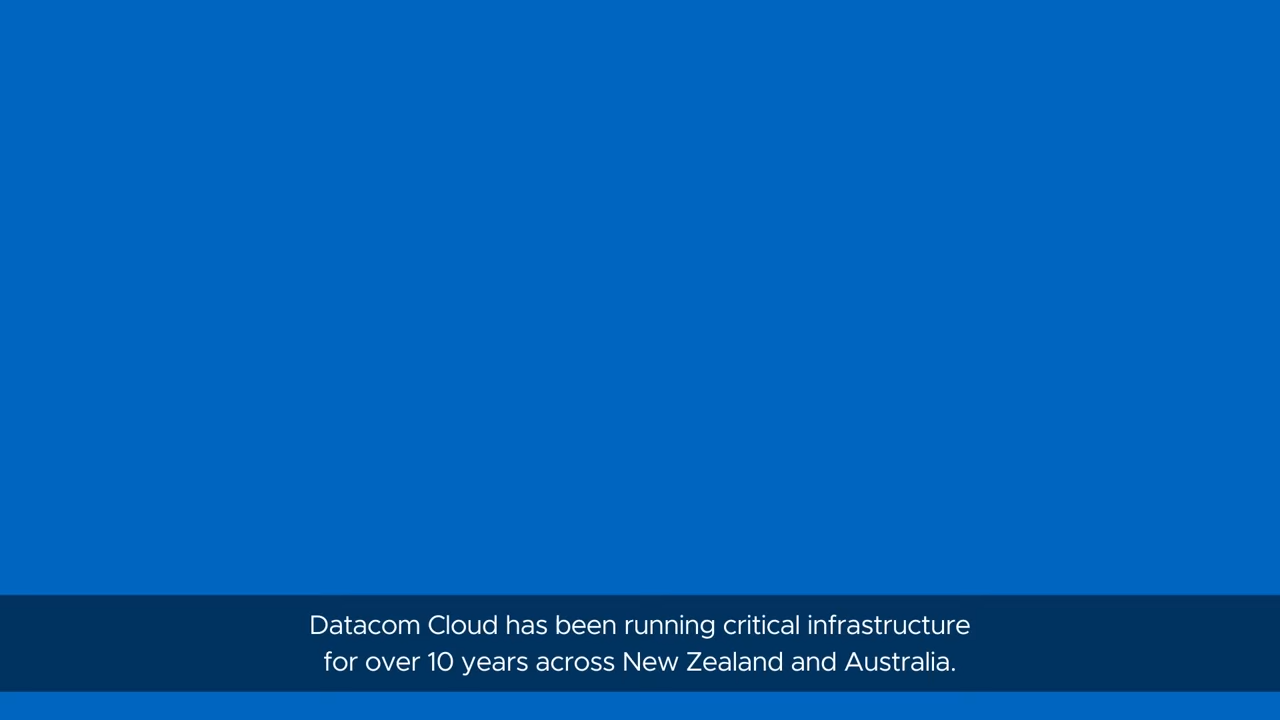 Datacom Cloud has been running critical infrastructure
for over 10 years across New Zealand and Australia.